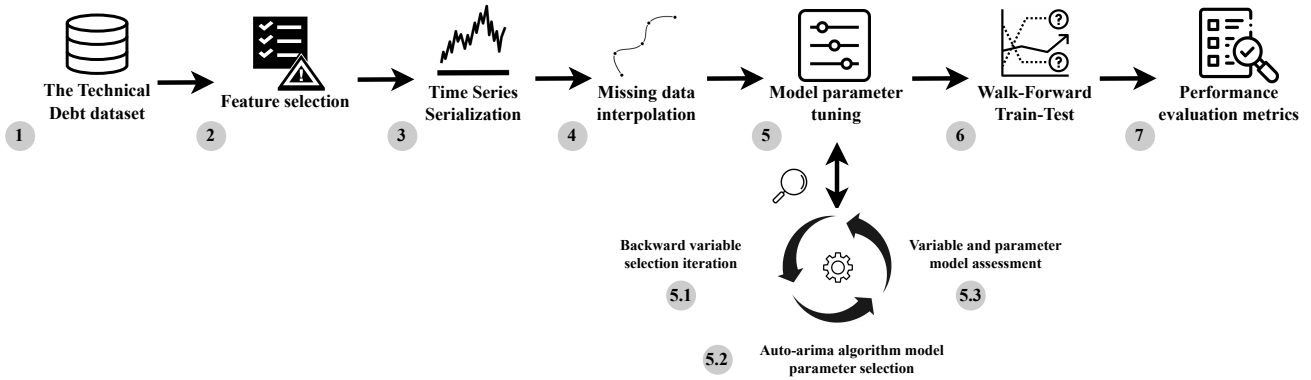 The Technical
Debt dataset
1
Feature selection
2
Time Series
Serialization
3
Missing data
interpolation
4
Model parameter
tuning
5
Walk-Forward
Train-Test
6
Performance
evaluation metrics
7
Backward variable
selection iteration
5.1
Auto-arima algorithm model
parameter selection
5.2
Variable and parameter
model assessment
5.3